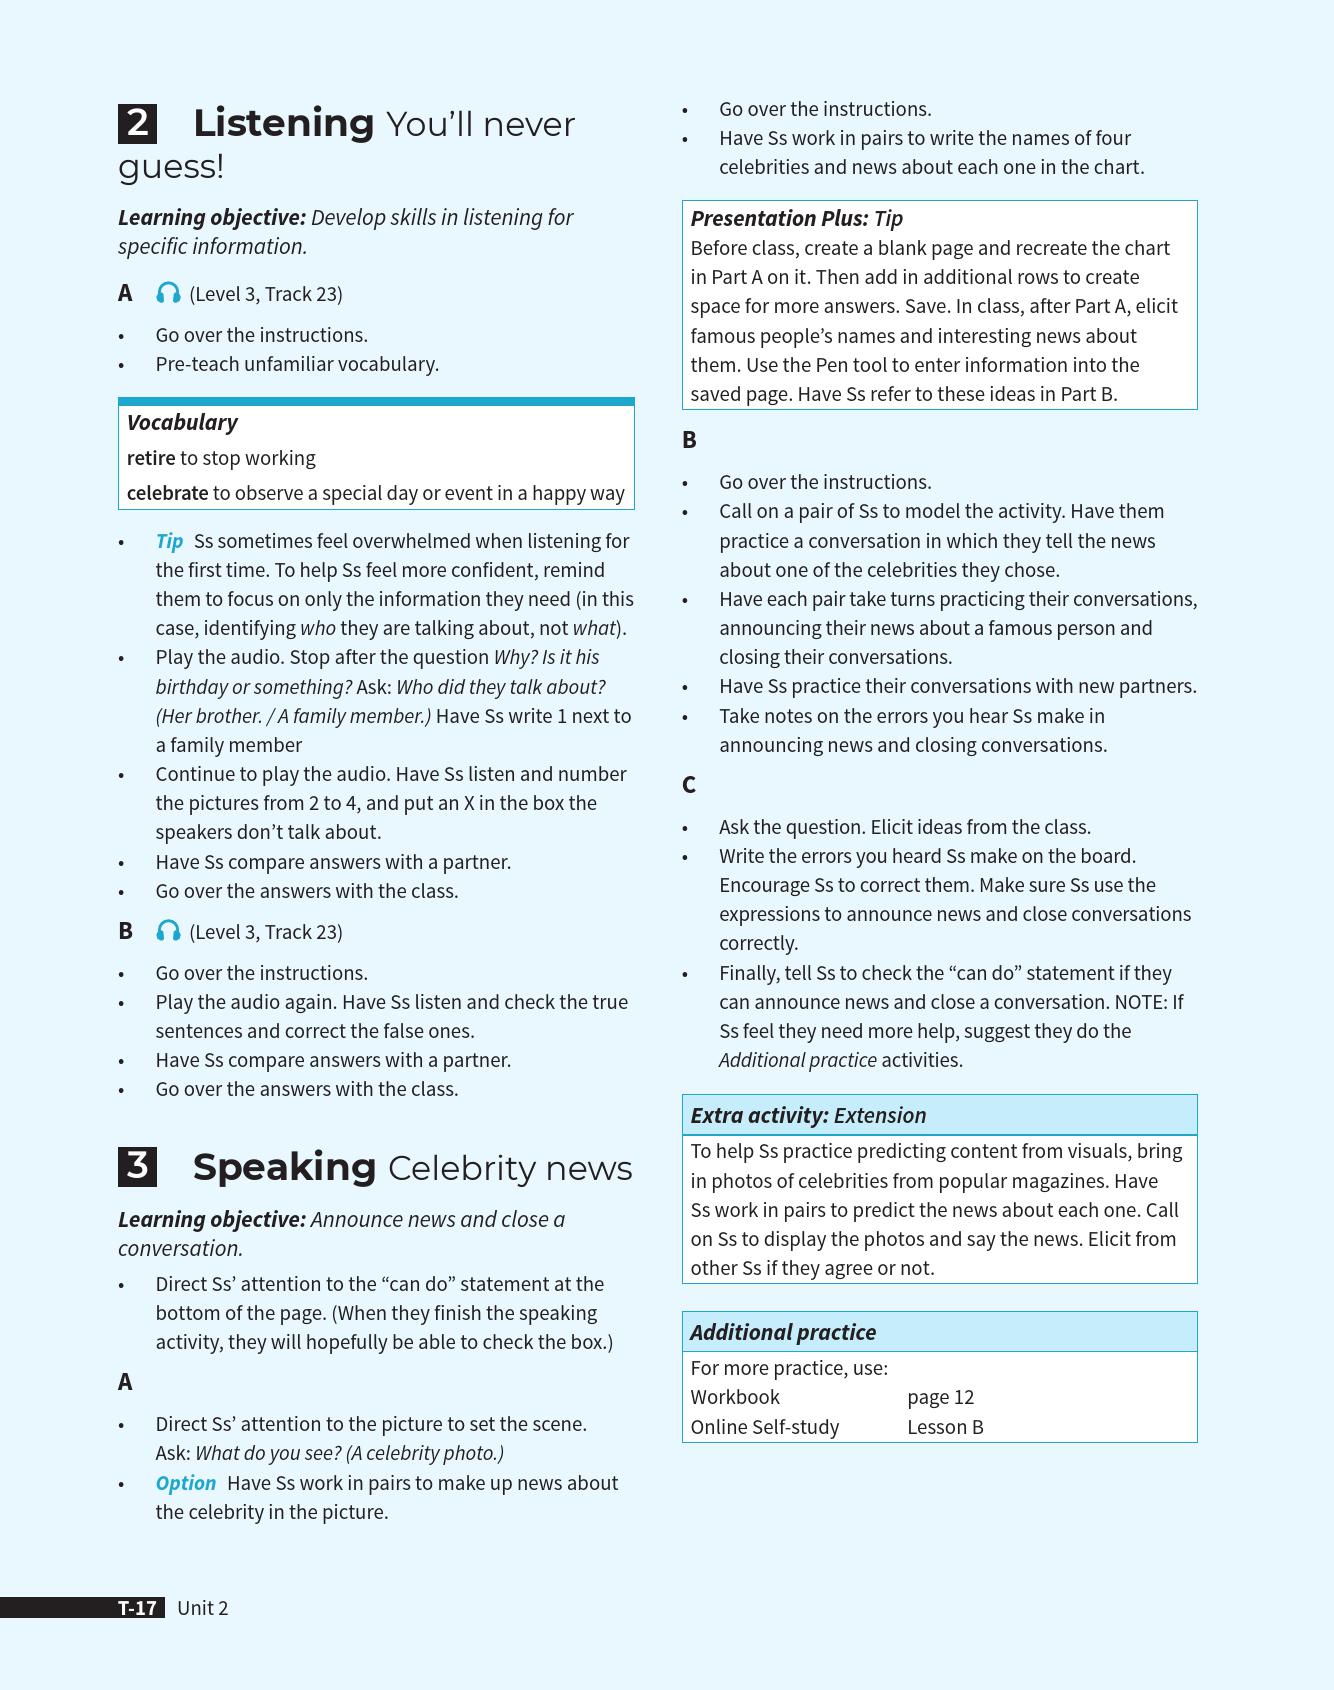 2 Listening You’ll never
guess!
Learning objective: Develop skills in listening for
specific information.
A (Level 3, Track 23)
• Go over the instructions.
• Pre-teach unfamiliar vocabulary.
Vocabulary
retire to stop working
celebrate to observe a special day or event in a happy way
• Tip Ss sometimes feel overwhelmed when listening for
the first time. To help Ss feel more confident, remind
them to focus on only the information they need (in this
case, identifying who they are talking about, not what).
• Play the audio. Stop after the question Why? Is it his
birthday or something? Ask: Who did they talk about?
(Her brother. / A family member.) Have Ss write 1 next to
a family member
• Continue to play the audio. Have Ss listen and number
the pictures from 2 to 4, and put an X in the box the
speakers don’t talk about.
• Have Ss compare answers with a partner.
• Go over the answers with the class.
B (Level 3, Track 23)
• Go over the instructions.
• Play the audio again. Have Ss listen and check the true
sentences and correct the false ones.
• Have Ss compare answers with a partner.
• Go over the answers with the class.
3 Speaking Celebrity news
Learning objective: Announce news and close a
conversation.
• Direct Ss’ attention to the “can do” statement at the
bottom of the page. (When they finish the speaking
activity, they will hopefully be able to check the box.)
A
• Direct Ss’ attention to the picture to set the scene.
Ask: What do you see? (A celebrity photo.)
• Option Have Ss work in pairs to make up news about
the celebrity in the picture.
• Go over the instructions.
• Have Ss work in pairs to write the names of four
celebrities and news about each one in the chart.
Presentation Plus: Tip
Before class, create a blank page and recreate the chart
in Part A on it. Then add in additional rows to create
space for more answers. Save. In class, after Part A, elicit
famous people’s names and interesting news about
them. Use the Pen tool to enter information into the
saved page. Have Ss refer to these ideas in Part B.
B
• Go over the instructions.
• Call on a pair of Ss to model the activity. Have them
practice a conversation in which they tell the news
about one of the celebrities they chose.
• Have each pair take turns practicing their conversations,
announcing their news about a famous person and
closing their conversations.
• Have Ss practice their conversations with new partners.
• Take notes on the errors you hear Ss make in
announcing news and closing conversations.
C
• Ask the question. Elicit ideas from the class.
• Write the errors you heard Ss make on the board.
Encourage Ss to correct them. Make sure Ss use the
expressions to announce news and close conversations
correctly.
• Finally, tell Ss to check the “can do” statement if they
can announce news and close a conversation. NOTE: If
Ss feel they need more help, suggest they do the
Additional practice activities.
Extra activity: Extension
To help Ss practice predicting content from visuals, bring
in photos of celebrities from popular magazines. Have
Ss work in pairs to predict the news about each one. Call
on Ss to display the photos and say the news. Elicit from
other Ss if they agree or not.
Additional practice
For more practice, use:
Workbook page 12
Online Self-study Lesson B
T-17 Unit 2